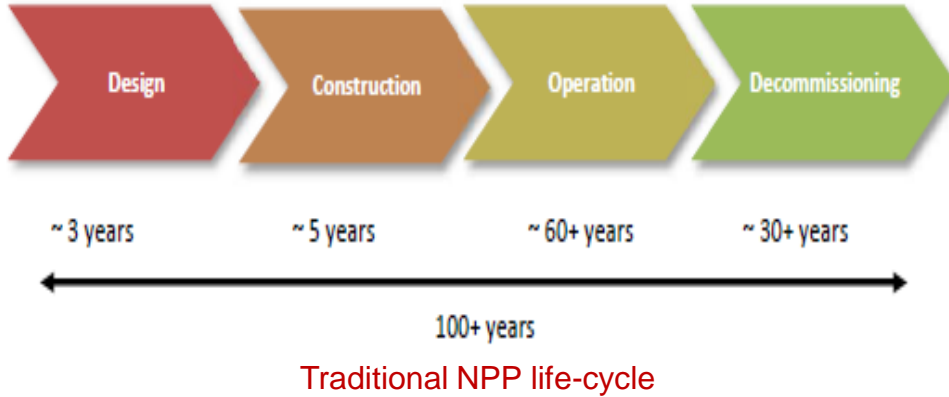 Design
Construction
Operation
Decommissioning
~ 3 years
~ 5 years
~ 60+ years
~ 30+ years
100+ years
Traditional NPP life-cycle